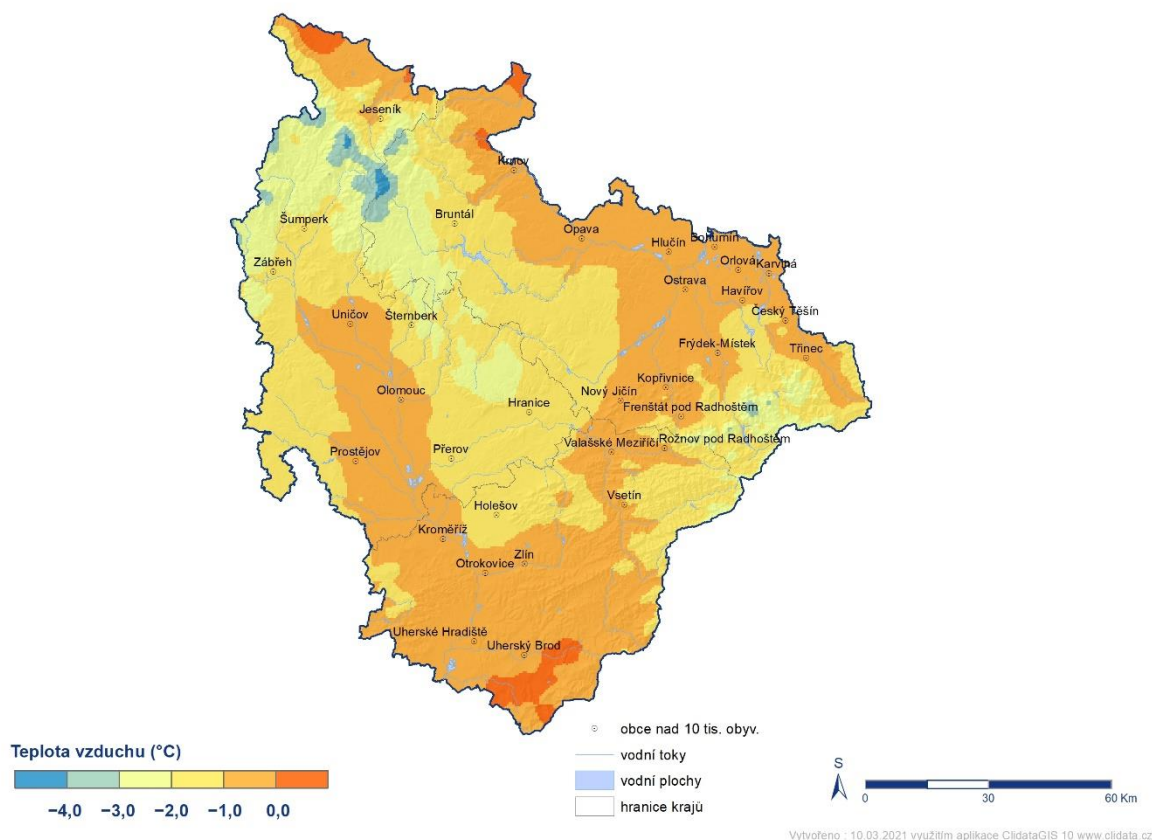 Jeseník
Krnov
Šumperk
Bruntál
Opava
Hlučín
Bohumín
Zábřeh
Orlová
Karviná
Ostrava
Havířov
Uničov
Šternberk
Český Těšín
Frýdek-Místek
Třinec
Kopřivnice
Olomouc
Nový Jičín
Hranice
Frenštát pod Radhoštěm
Rožnov pod Radhoštěm
Valašské Meziříčí
Prostějov
Přerov
Vsetín
Holešov
Kroměříž
Zlín
Otrokovice
Uherské Hradiště
Uherský Brod
Teplota vzduchu (°C)
−4,0 −3,0 −2,0 −1,0 0,0
obce nad 10 tis. obyv.
vodní toky
vodní plochy
hranice krajů
S
0 30 60 Km
Vytvořeno : 10.03.2021 využitím aplikace ClidataGIS 10 www.clidata.cz